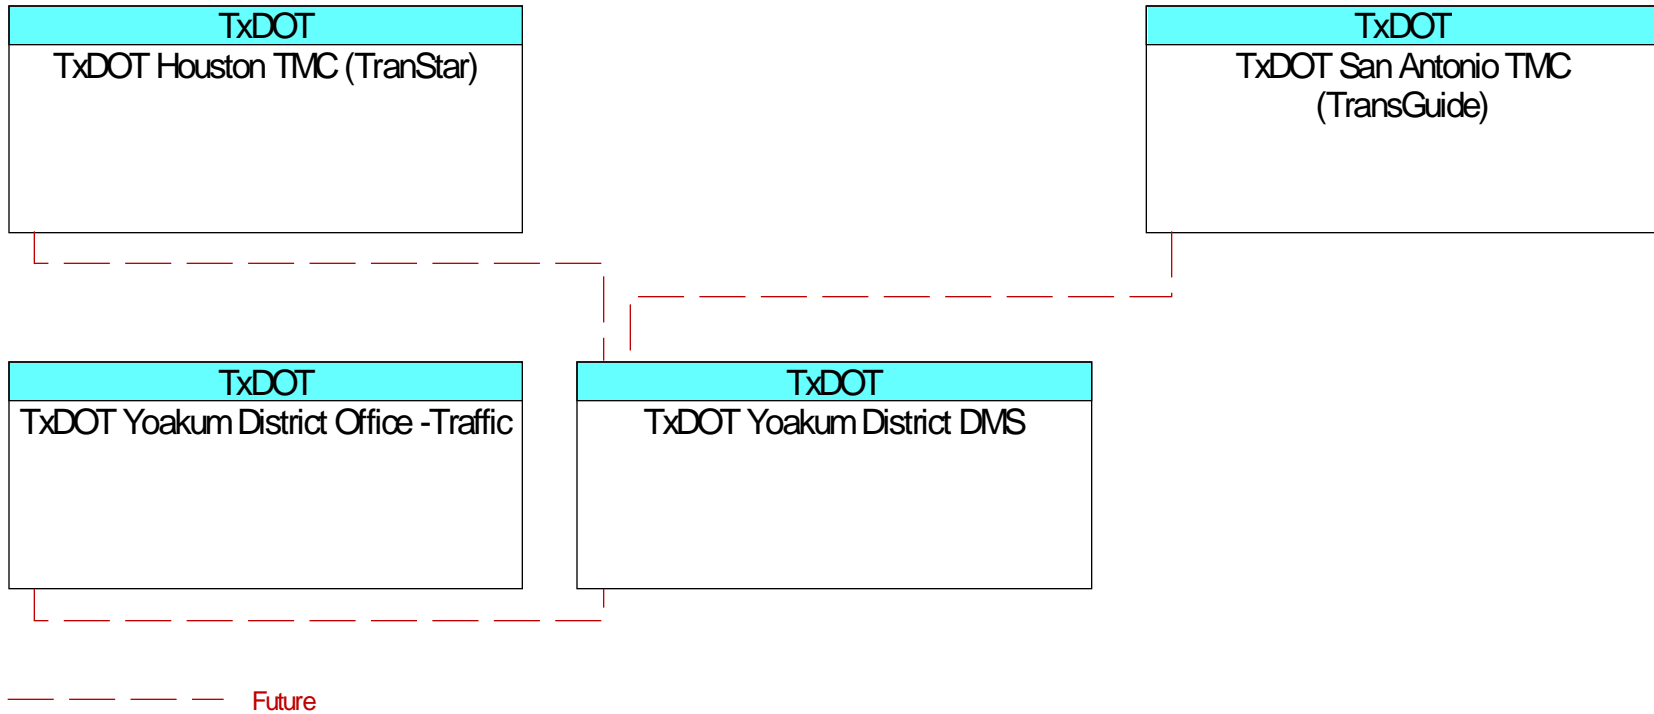 TxDOT
TxDOT Houston TMC (TranStar)
TxDOT
TxDOT San Antonio TMC
(TransGuide)
TxDOT
TxDOT Yoakum District Office -Traffic
TxDOT
TxDOT Yoakum District DMS
Future